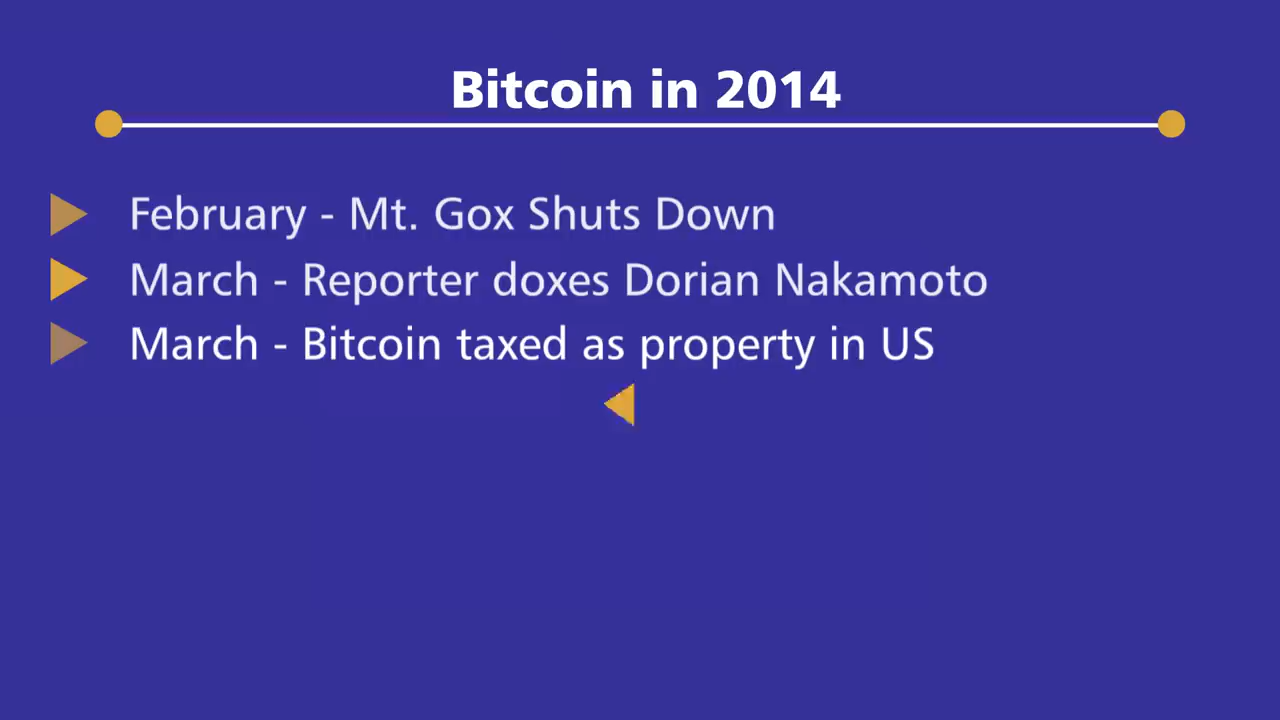 Bitcoin in 2014
February - Mt. Gox Shuts Down
March - Reporter doxes Dorian Nakamoto
March - Bitcoin taxed as property in US